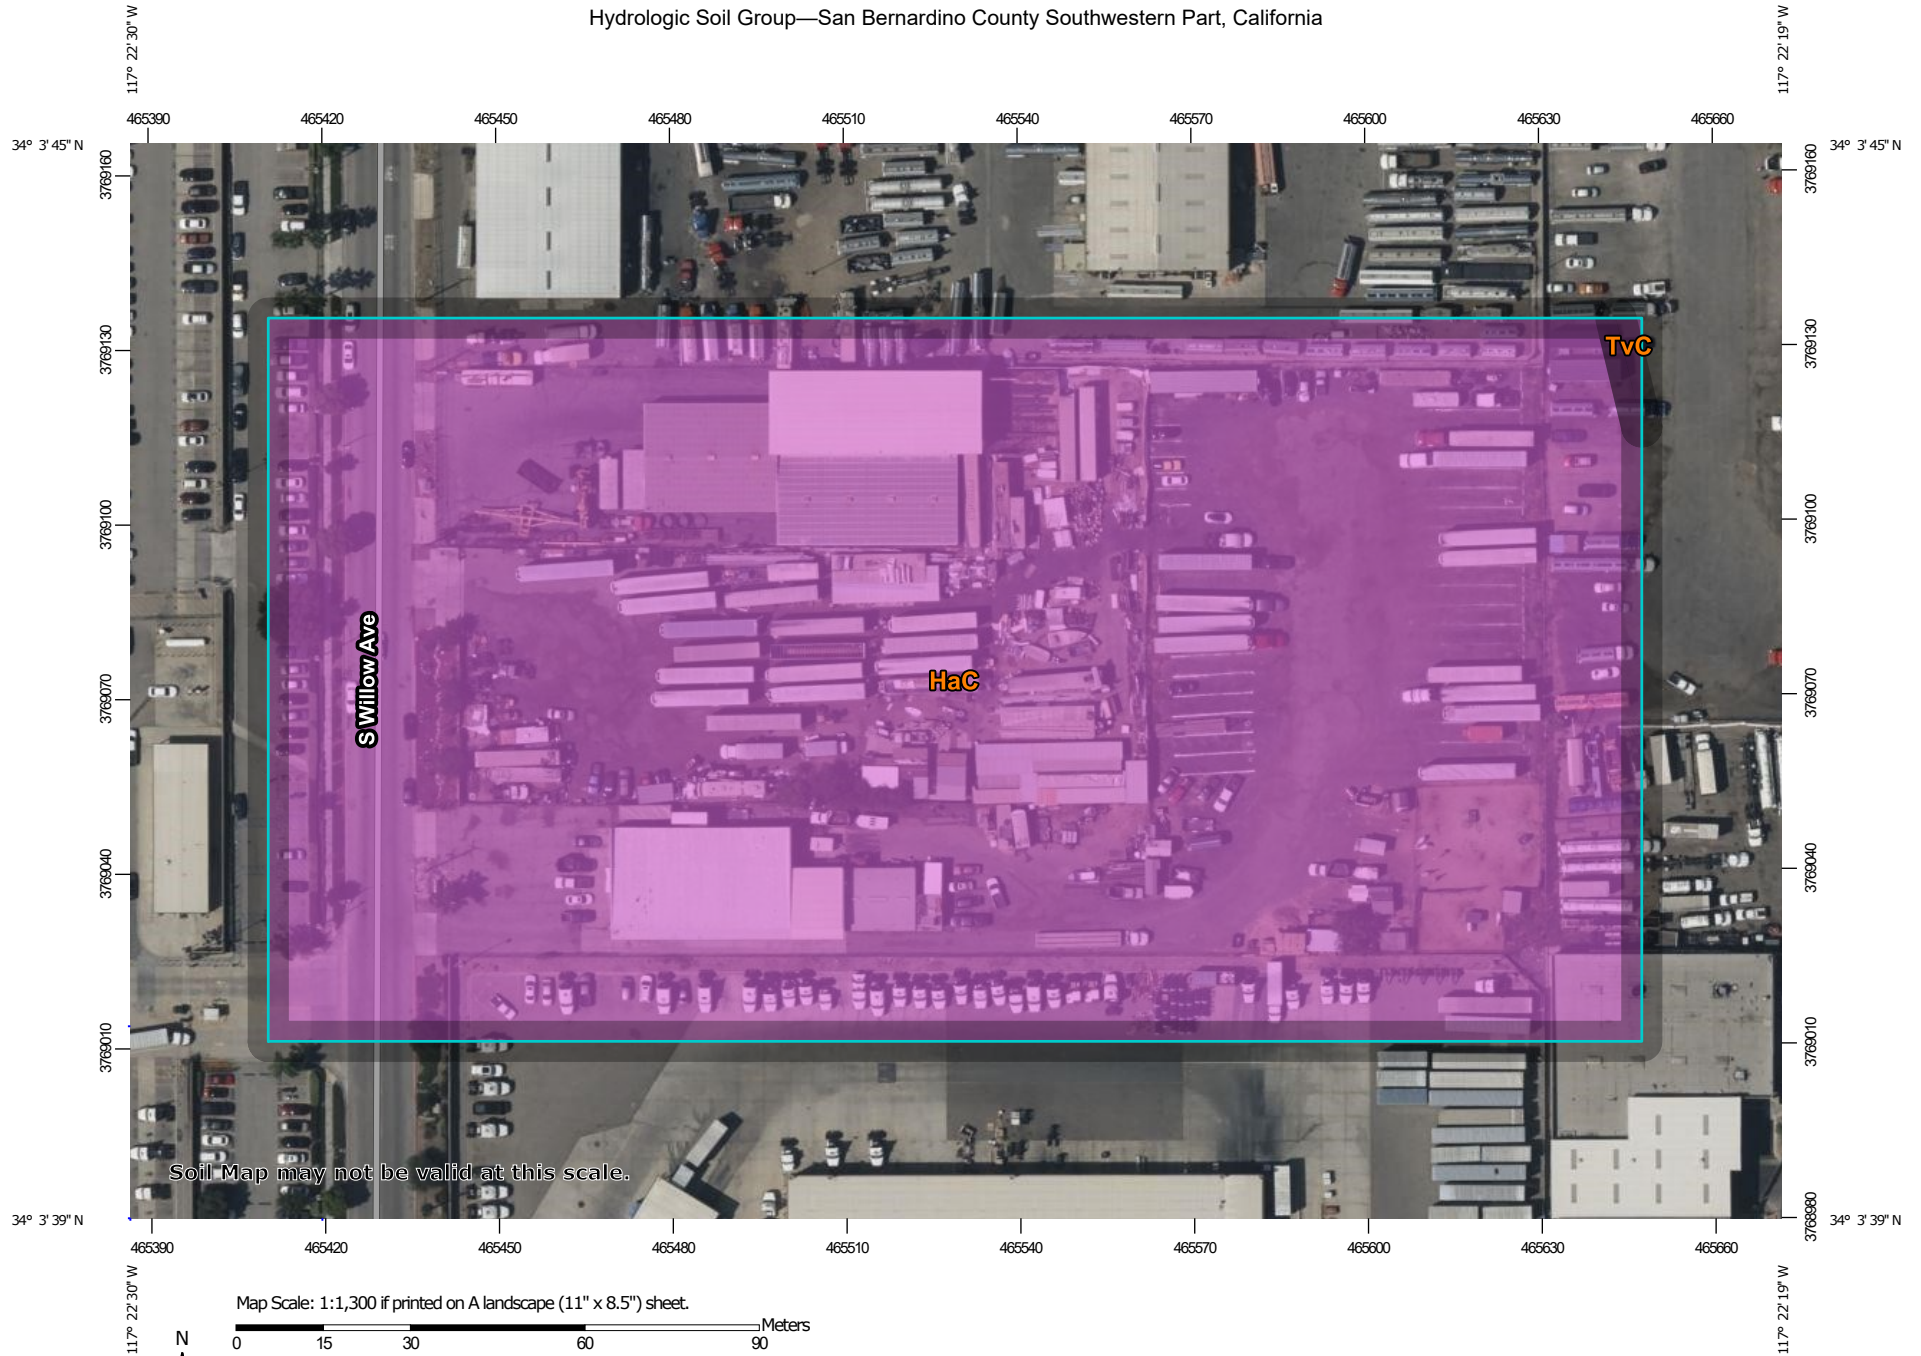 Hydrologic Soil Group—San Bernardino County Southwestern Part, California
117° 22' 30" W
117° 22' 19" W
465390 465420 465450 465480 465510 465540 465570 465600 465630 465660
34° 3' 45" N
34° 3' 45" N
3769160
3769160
3769130
3769130
TvC
3769100
3769100
S Willow Ave
HaC
3769070
3769070
3769040
3769040
3769010
3769010
Soil Map may not be valid at this scale.
3768980
34° 3' 39" N
34° 3' 39" N
465390 465420 465450 465480 465510 465540 465570 465600 465630 465660
117° 22' 30" W
117° 22' 19" W
Map Scale: 1:1,300 if printed on A landscape (11" x 8.5") sheet.
Meters
N
0 15 30 60 90